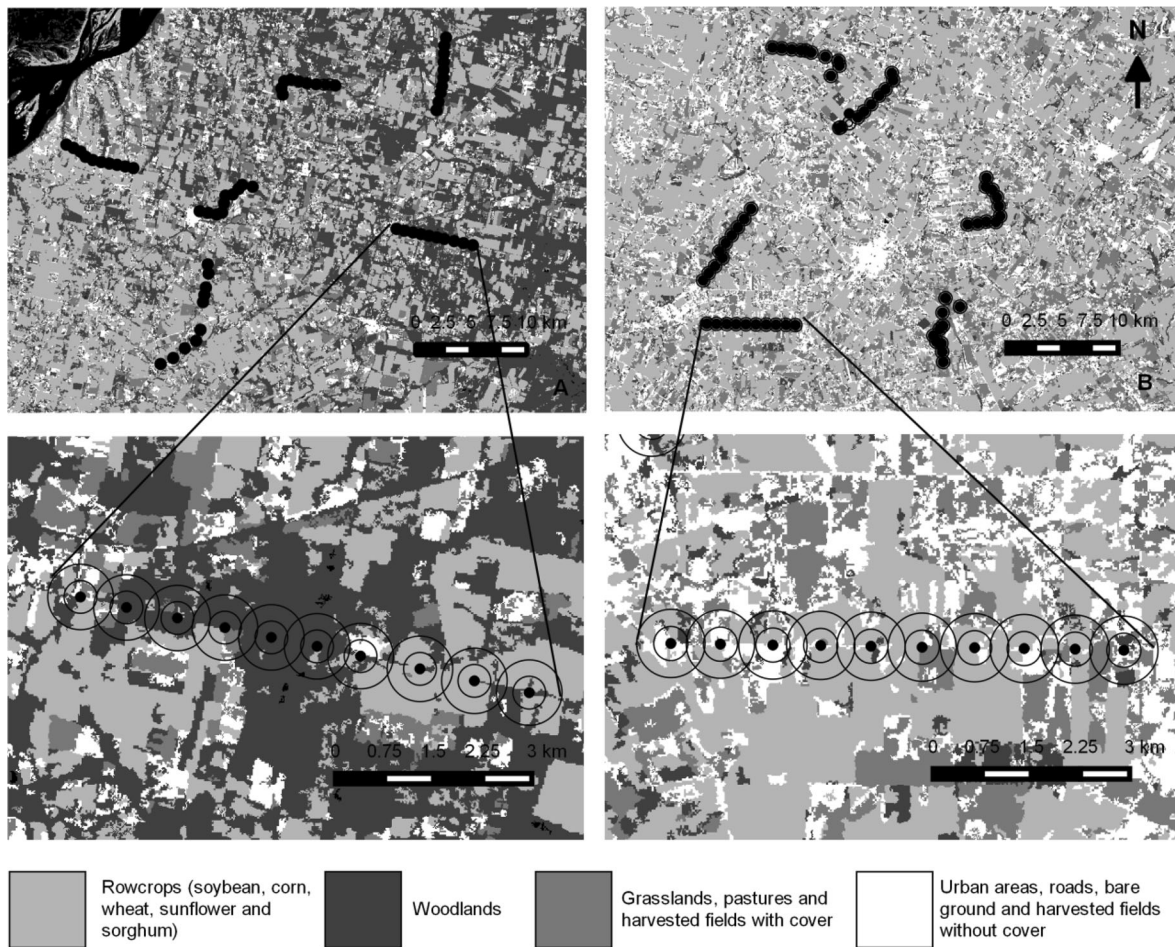 N
0 2.5 5 7.5 10 km
A
0 2.5 5 7.5 10 km
B
0 0.75 1.5 2.25 3 km
0 0.75 1.5 2.25 3 km
Rowcrops (soybean, corn,
wheat, sunflower and
sorghum)
Woodlands
Grasslands, pastures and
harvested fields with cover
Urban areas, roads, bare
ground and harvested fields
without cover